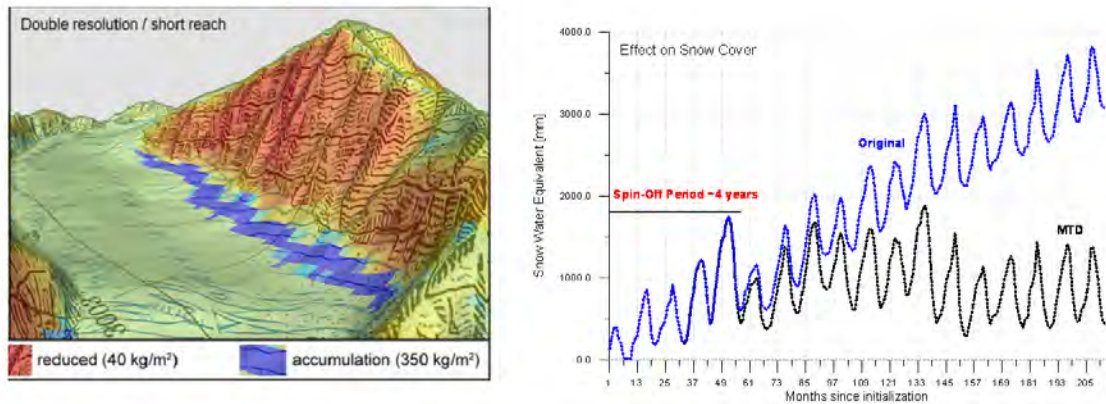 Double resolution / short reach
3003
reduced (40 kg/m²)
accumulation (350 kg/m²)
Effect on Snow Cover
Snow Water Equivalent [mm]
4000.0
3000.0
2000.0
1000.0
0.0
Original
Spin-Off Period ~4 years
MTD
1 13 25 37 49 61 73 85 97 109 121 133 145 157 169 181 193 205
Months since initialization